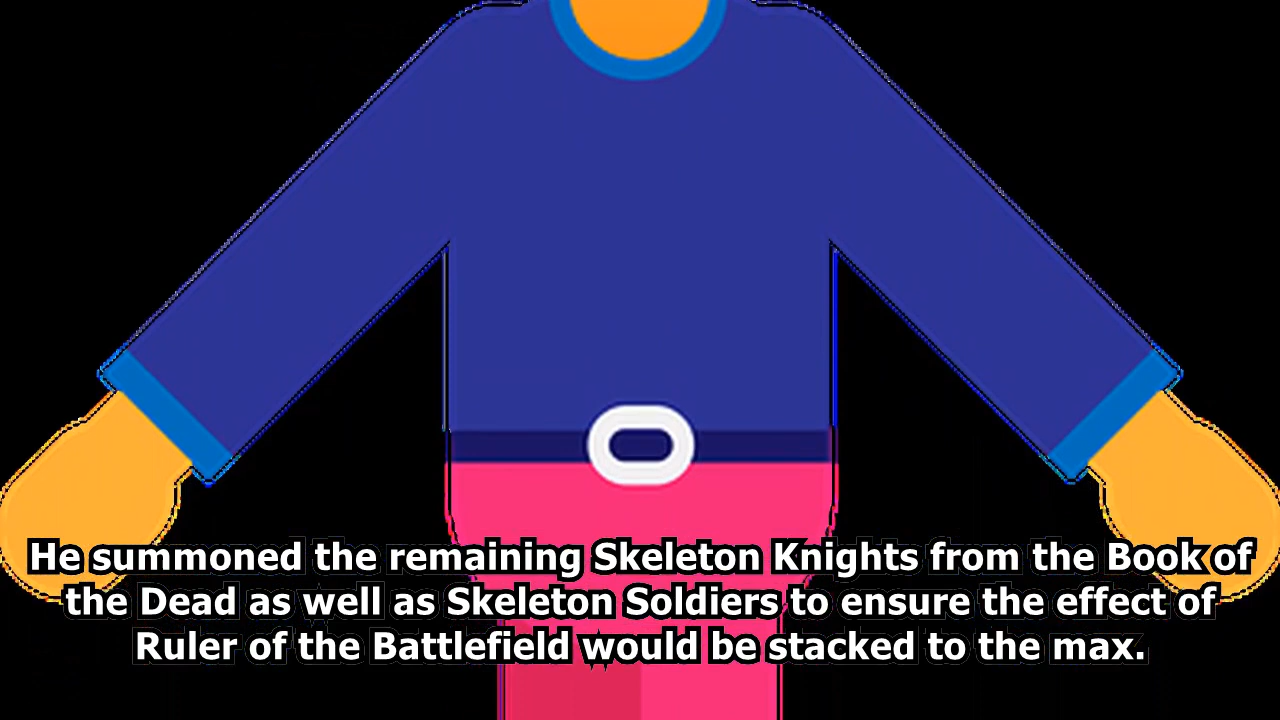 He summoned the remaining Skeleton Knights from the Book of
the Dead as well as Skeleton Soldiers to ensure the effect of
Ruler of the Battlefield would be stacked to the max.